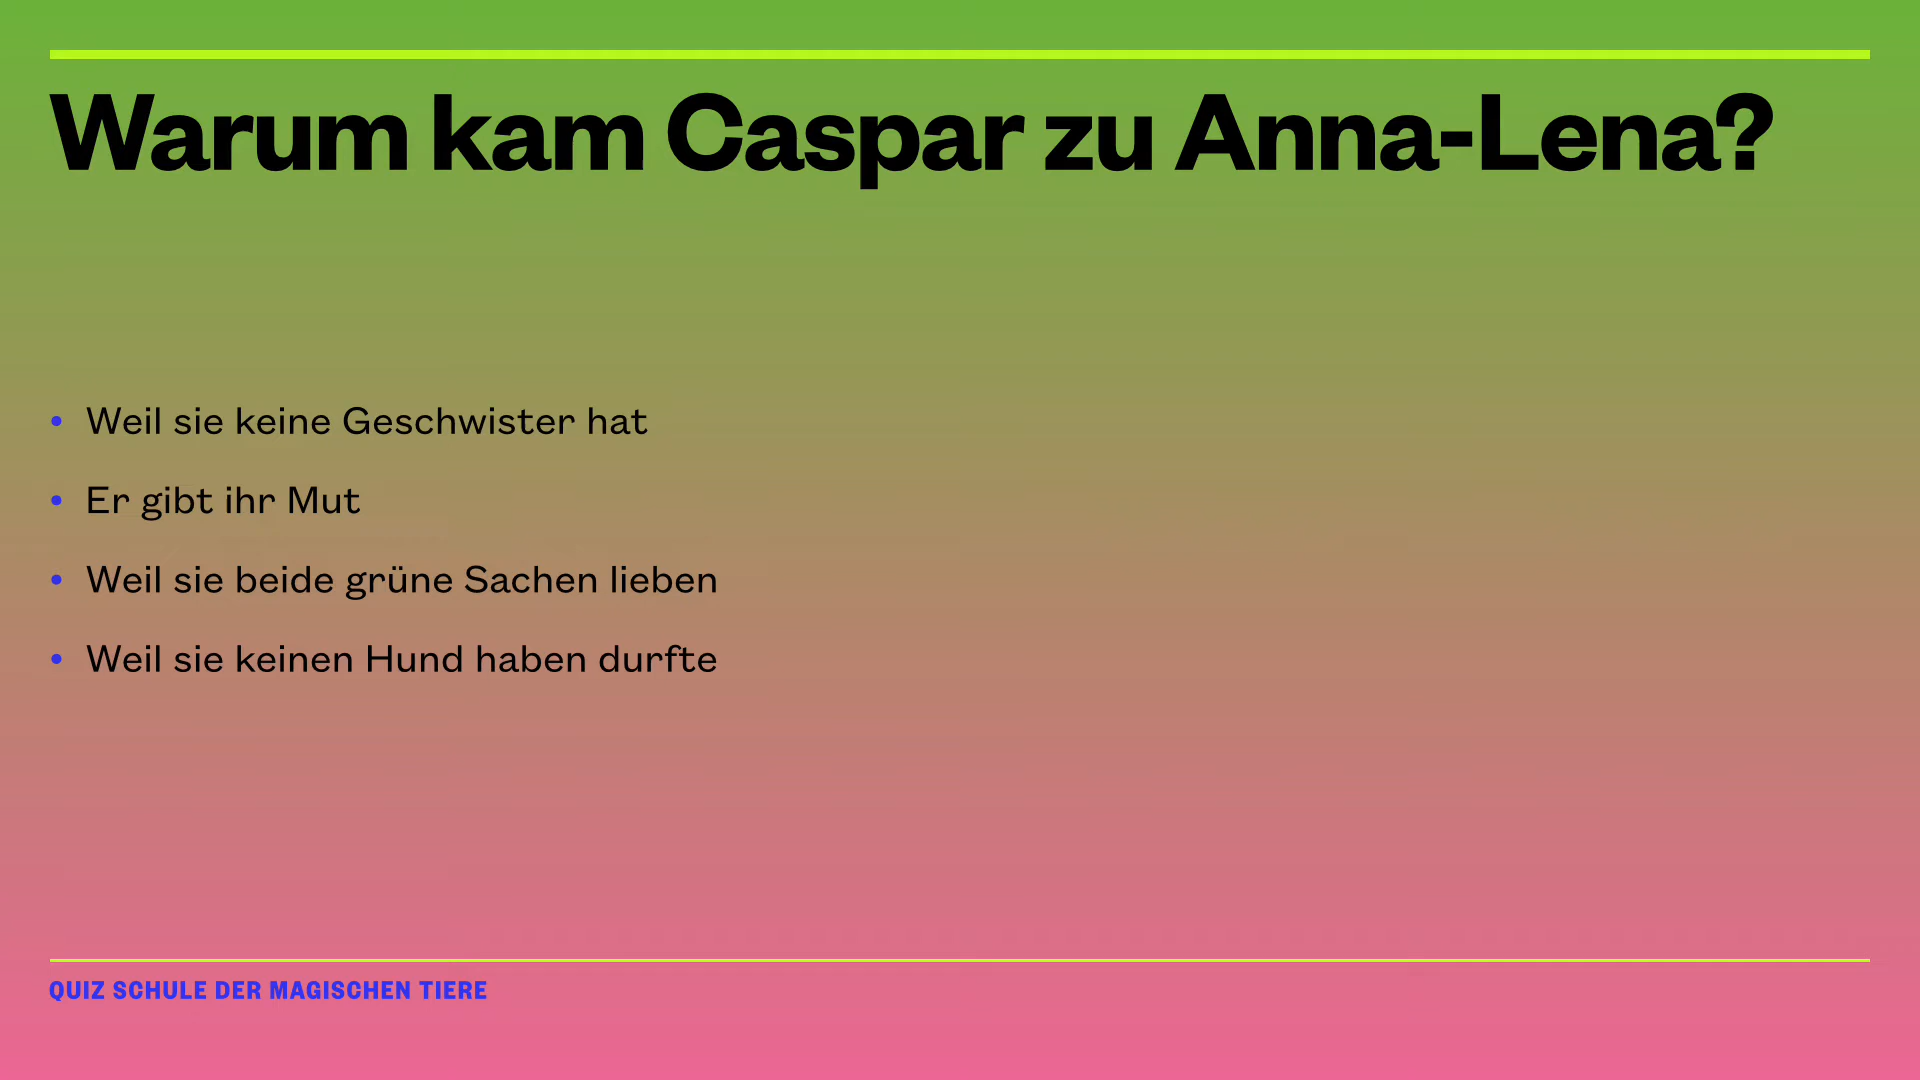 Warum kam Caspar zu Anna-Lena?
• Weil sie keine Geschwister hat
• Er gibt ihr Mut
• Weil sie beide grüne Sachen lieben
• Weil sie keinen Hund haben durfte
QUIZ SCHULE DER MAGISCHEN TIERE